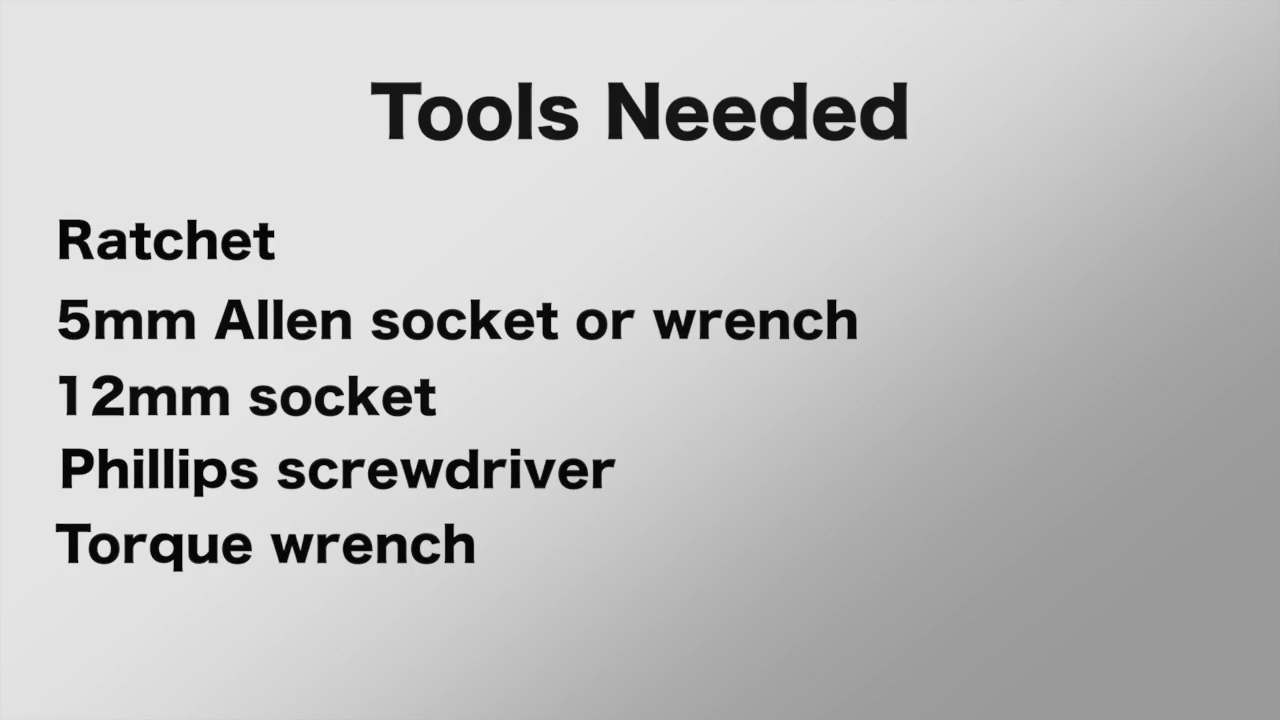 Tools Needed
Ratchet
5mm Allen socket or wrench
12mm socket
Phillips screwdriver
Torque wrench